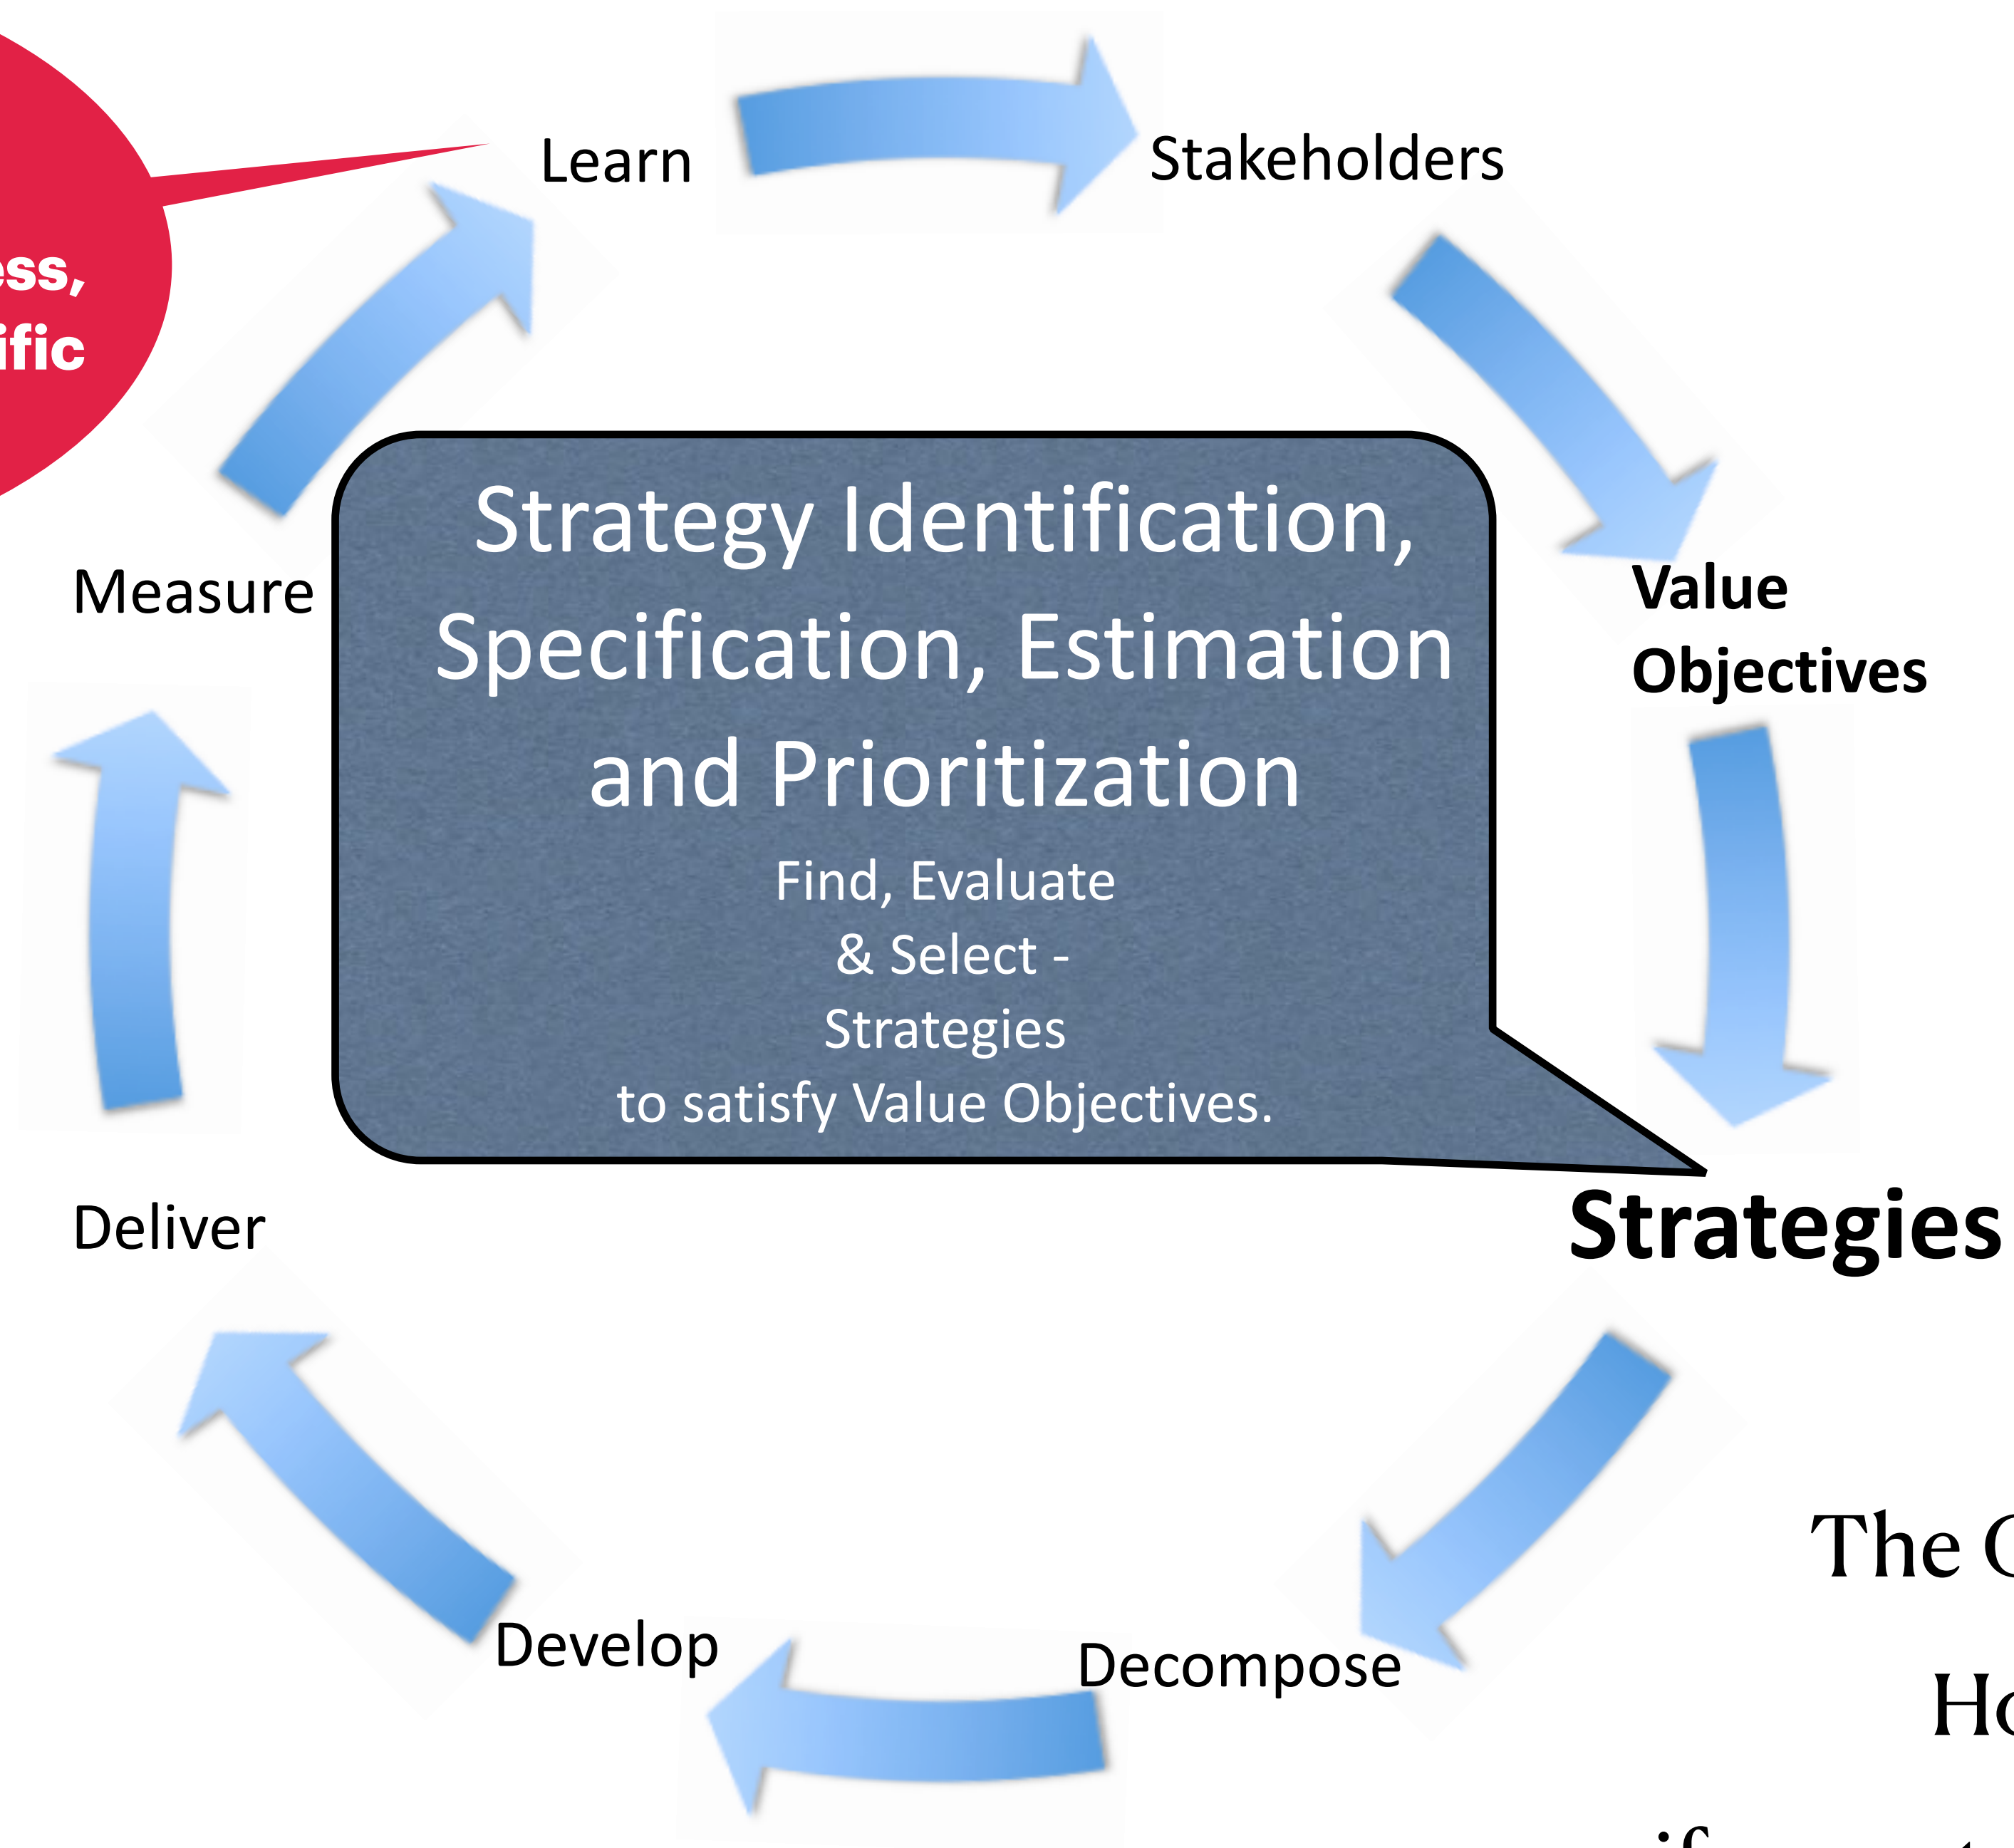 Learn
Stakeholders
Measure
Strategy Identification,
Specification, Estimation
and Prioritization
Find, Evaluate
& Select -
Strategies
to satisfy Value Objectives.
Value
Objectives
Deliver
Strategies
Develop
Decompose
The